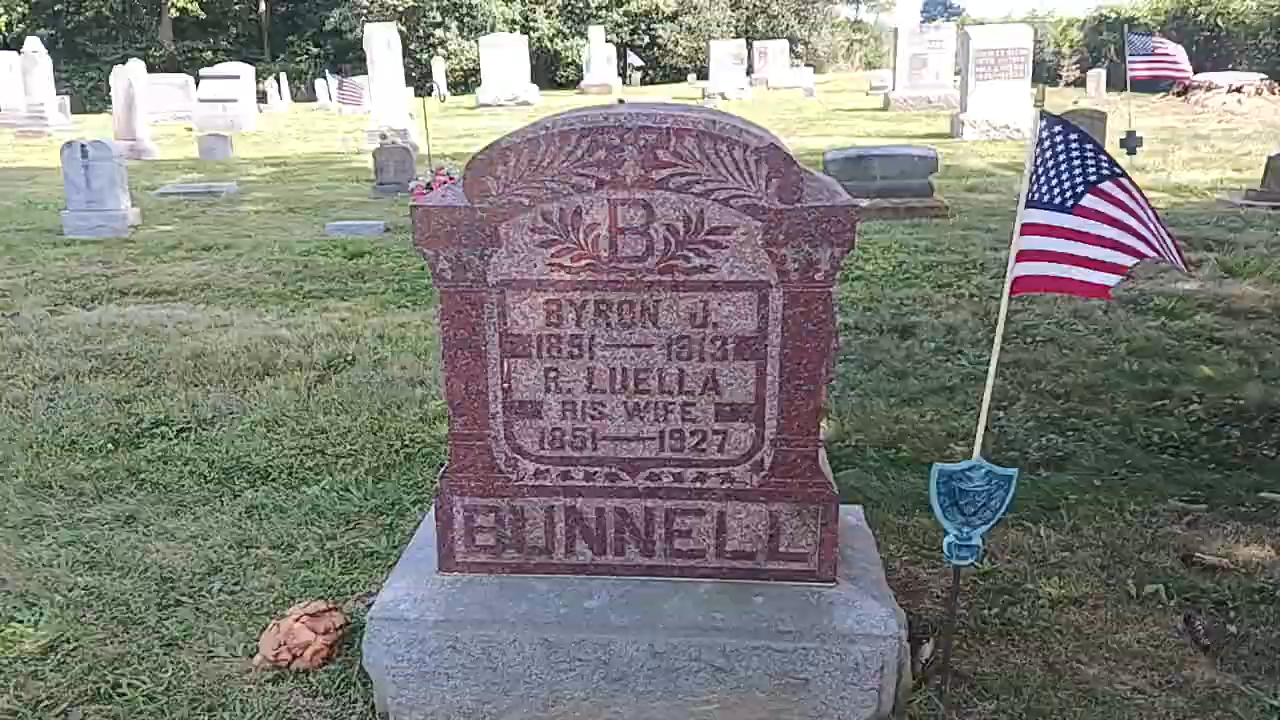 B
BYRON J.
1851 — 1913
R. LUELLA
HIS WIFE
1851 — 1927
BUNNELL